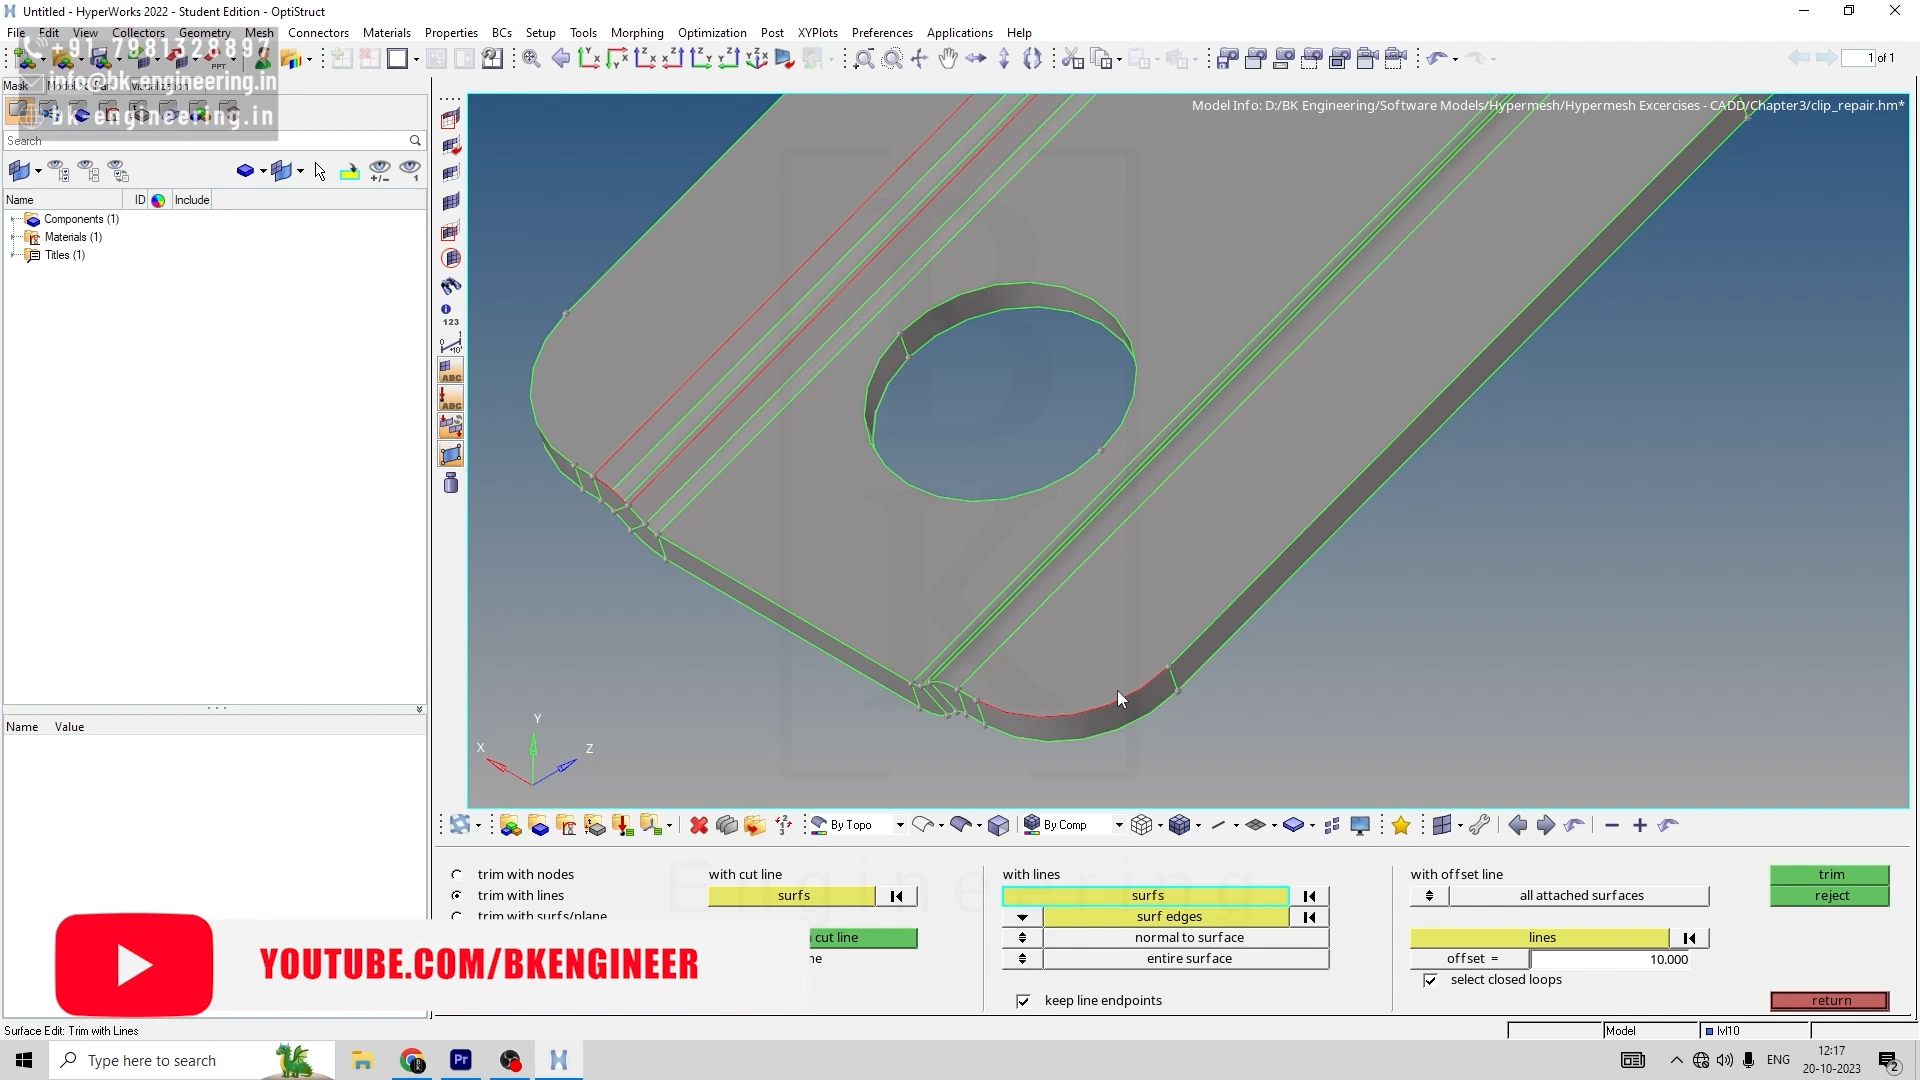 Untitled - HyperWorks 2022 - Student Edition - OptiStruct
File Edit View Collectors Geometry Mesh Connectors Materials Properties BCs Setup Tools Morphing Optimization Post XYPlots Preferences Applications Help
+91 7981328897
info@bk-engineering.in
bk-engineering.in
1 of 1
Mask
Search
Name ID Include
Components (1)
Materials (1)
Titles (1)
Name Value
Model Info: D:/BK Engineering/Software Models/Hypermesh/Hypermesh Excercises - CADD/Chapter3/clip_repair.hm*
123
ABC
ABC
Y
X
Z
By Topo
By Comp
trim with nodes
trim with lines
trim with surfs/plane
with cut line
surfs
cut line
with lines
surfs
surf edges
normal to surface
entire surface
keep line endpoints
with offset line
all attached surfaces
lines
offset = 10.000
select closed loops
trim
reject
return
Engineering
YOUTUBE.COM/BKENGINEER
Surface Edit: Trim with Lines
Model
lvl10
Type here to search
ENG
12:17
20-10-2023
2